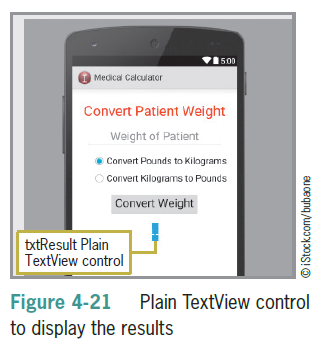 5:00
Medical Calculator
Convert Patient Weight
Weight of Patient
Convert Pounds to Kilograms
Convert Kilograms to Pounds
Convert Weight
txtResult Plain
TextView control
© iStock.com/bubaone
Figure 4-21 Plain TextView control
to display the results